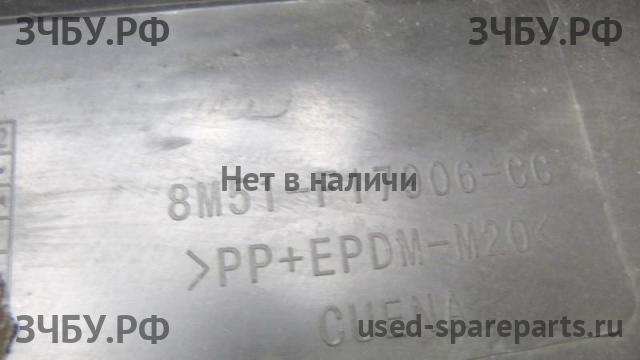 ЗЧБУ.РФ ЗЧБУ.РФ
Нет в наличи
>PP+EPDM-M20<
ЗЧБУ.РФ used-spareparts.ru